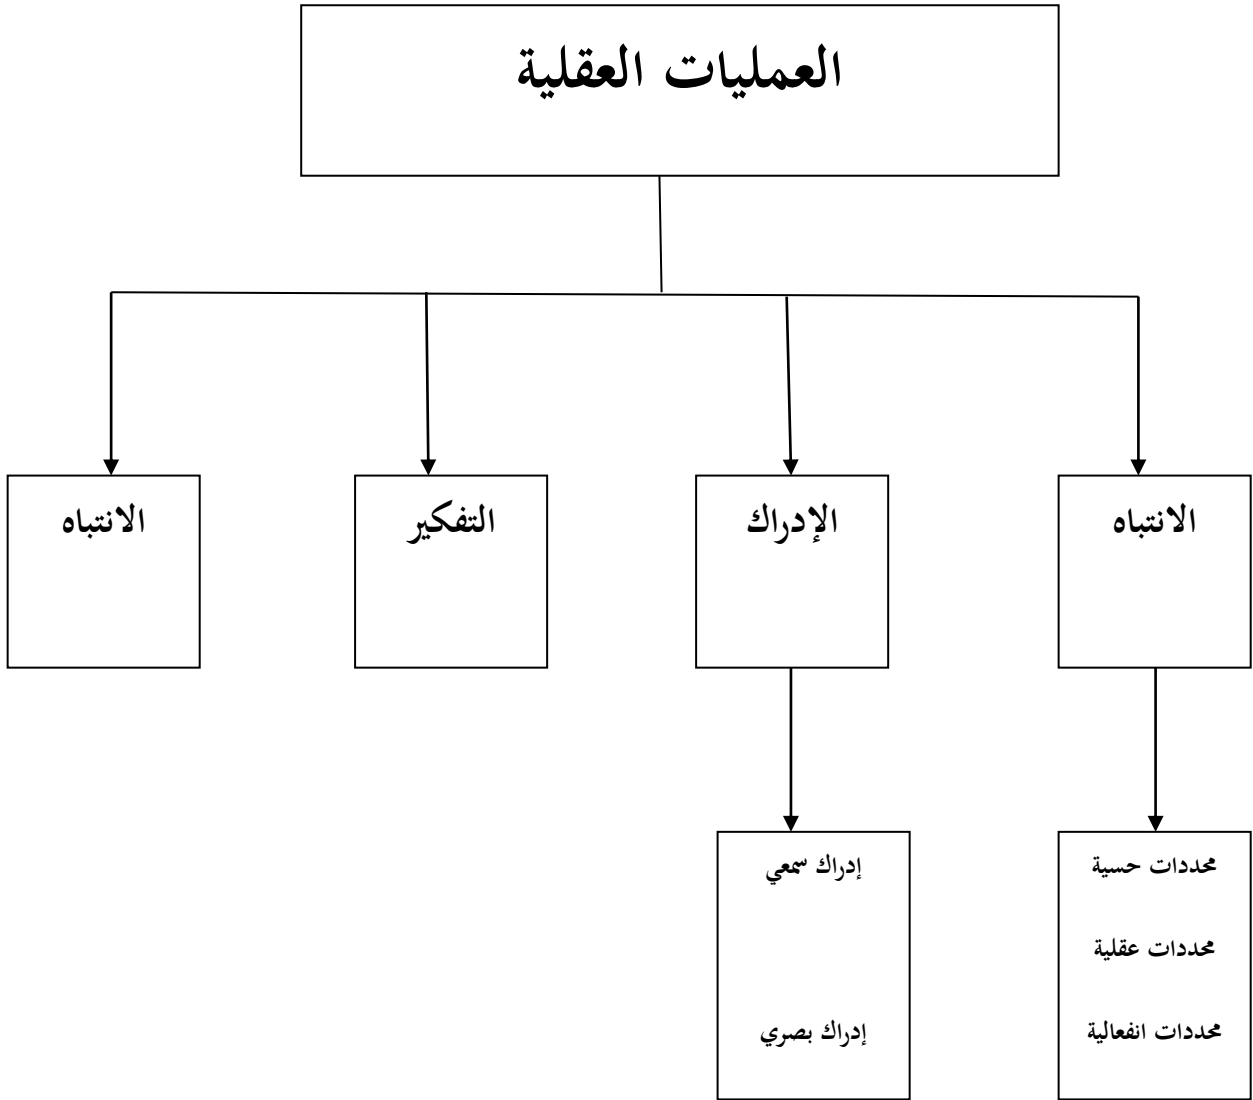 العمليات العقلية
الانتباه
الإدراك
التفكير
الانتباه
محددات حسية
محددات عقلية
محددات انفعالية
إدراك سمعي
إدراك بصري